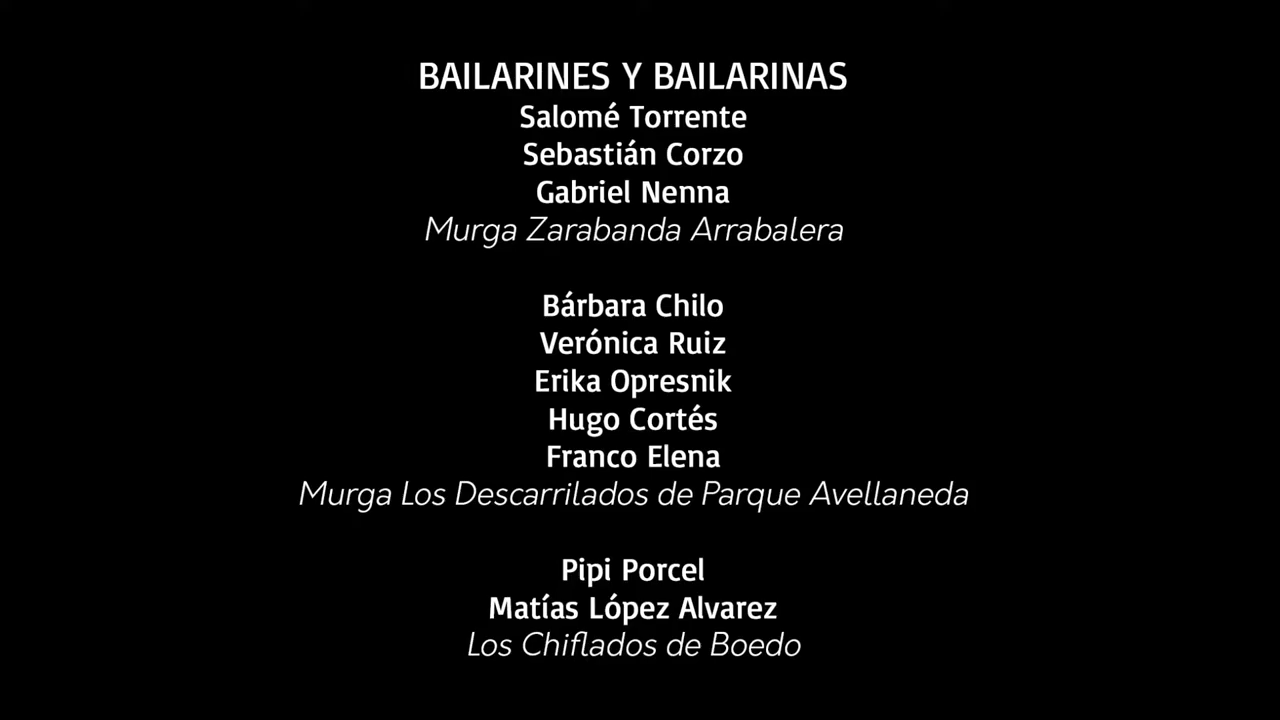 BAILARINES Y BAILARINAS
Salomé Torrente
Sebastián Corzo
Gabriel Nenna
Murga Zarabanda Arrabalera
Bárbara Chilo
Verónica Ruiz
Erika Opresnik
Hugo Cortés
Franco Elena
Murga Los Descarrilados de Parque Avellaneda
Pipi Porcel
Matías López Alvarez
Los Chiflados de Boedo